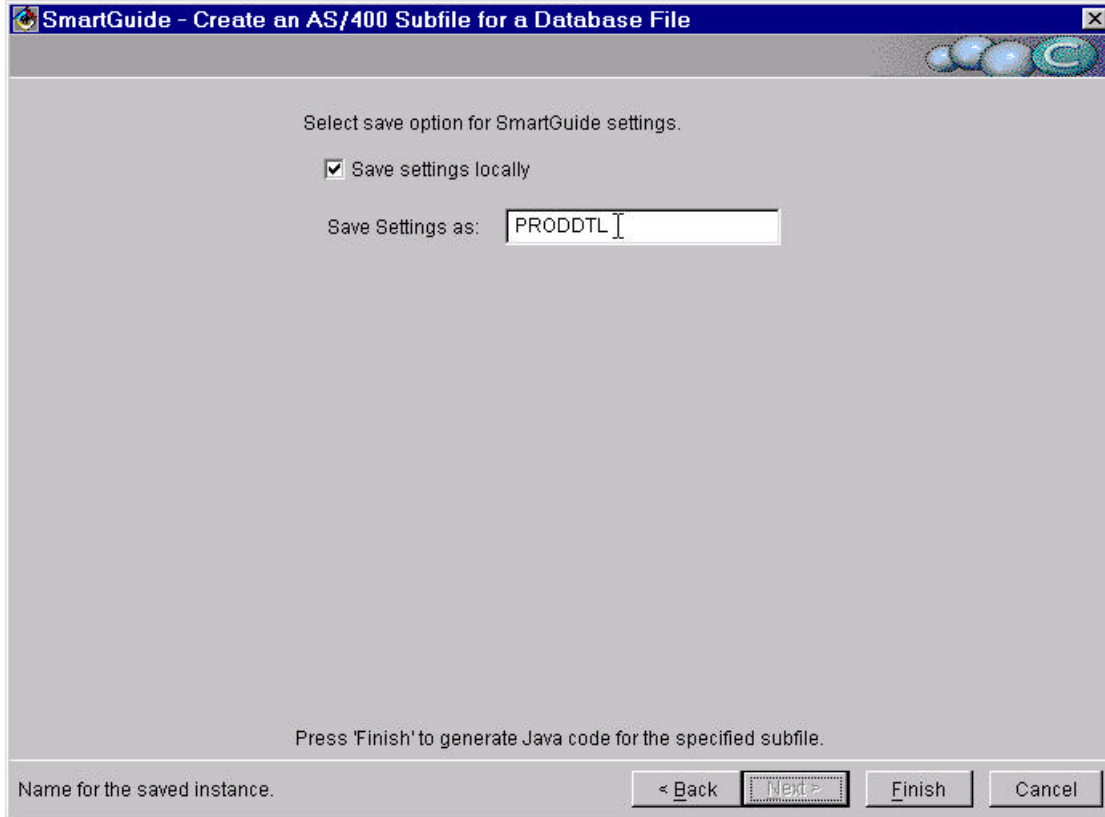 SmartGuide - Create an AS/400 Subfile for a Database File
C
Select save option for SmartGuide settings.
Save settings locally
Save Settings as: PRODDTL
Press 'Finish' to generate Java code for the specified subfile.
Name for the saved instance. < Back Next > Finish Cancel